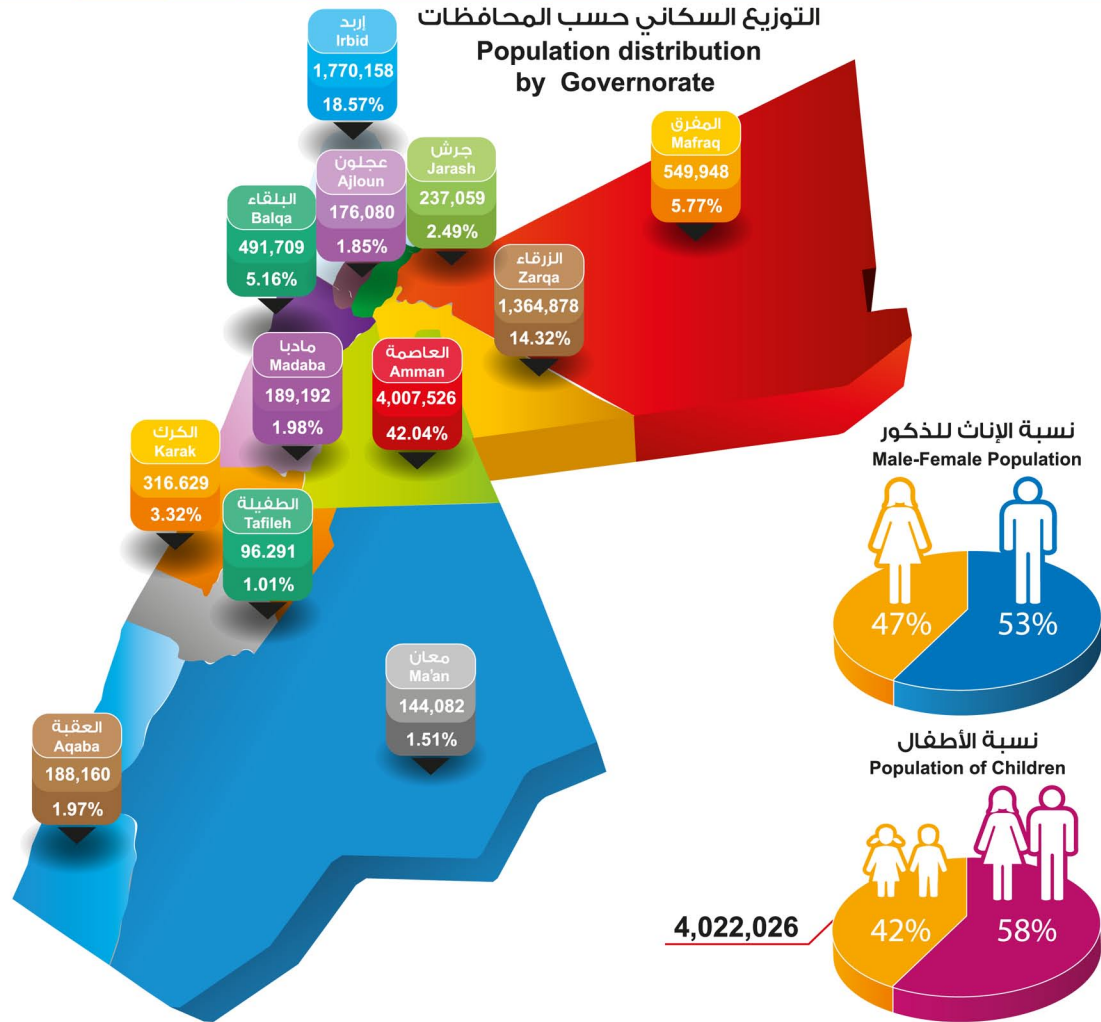 التوزيع السكاني حسب المحافظات
Population distribution
by Governorate
إربد
Irbid
1,770,158
18.57%
عجلون
Ajloun
176,080
1.85%
جرش
Jarash
237,059
2.49%
المفرق
Mafraq
549,948
5.77%
البلقاء
Balqa
491,709
5.16%
الزرقاء
Zarqa
1,364,878
14.32%
مادبا
Madaba
189,192
1.98%
العاصمة
Amman
4,007,526
42.04%
الكرك
Karak
316.629
3.32%
الطفيلة
Tafileh
96.291
1.01%
معان
Ma'an
144,082
1.51%
العقبة
Aqaba
188,160
1.97%
نسبة الإناث للذكور
Male-Female Population
47%
53%
نسبة الأطفال
Population of Children
4,022,026
42%
58%